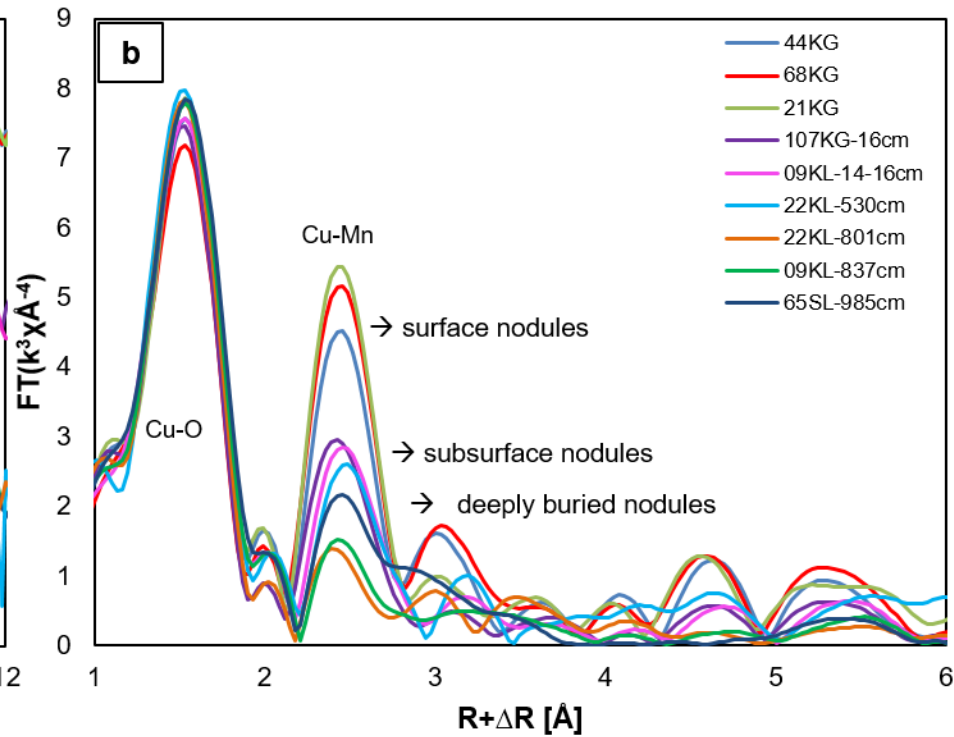 b
9
8
7
6
5
4
3
2
1
0
FT(k³χÅ⁻⁴)
44KG
68KG
21KG
107KG-16cm
09KL-14-16cm
22KL-530cm
22KL-801cm
09KL-837cm
65SL-985cm
Cu-Mn
→ surface nodules
Cu-O
→ subsurface nodules
→ deeply buried nodules
12
1 2 3 4 5 6
R+ΔR [Å]